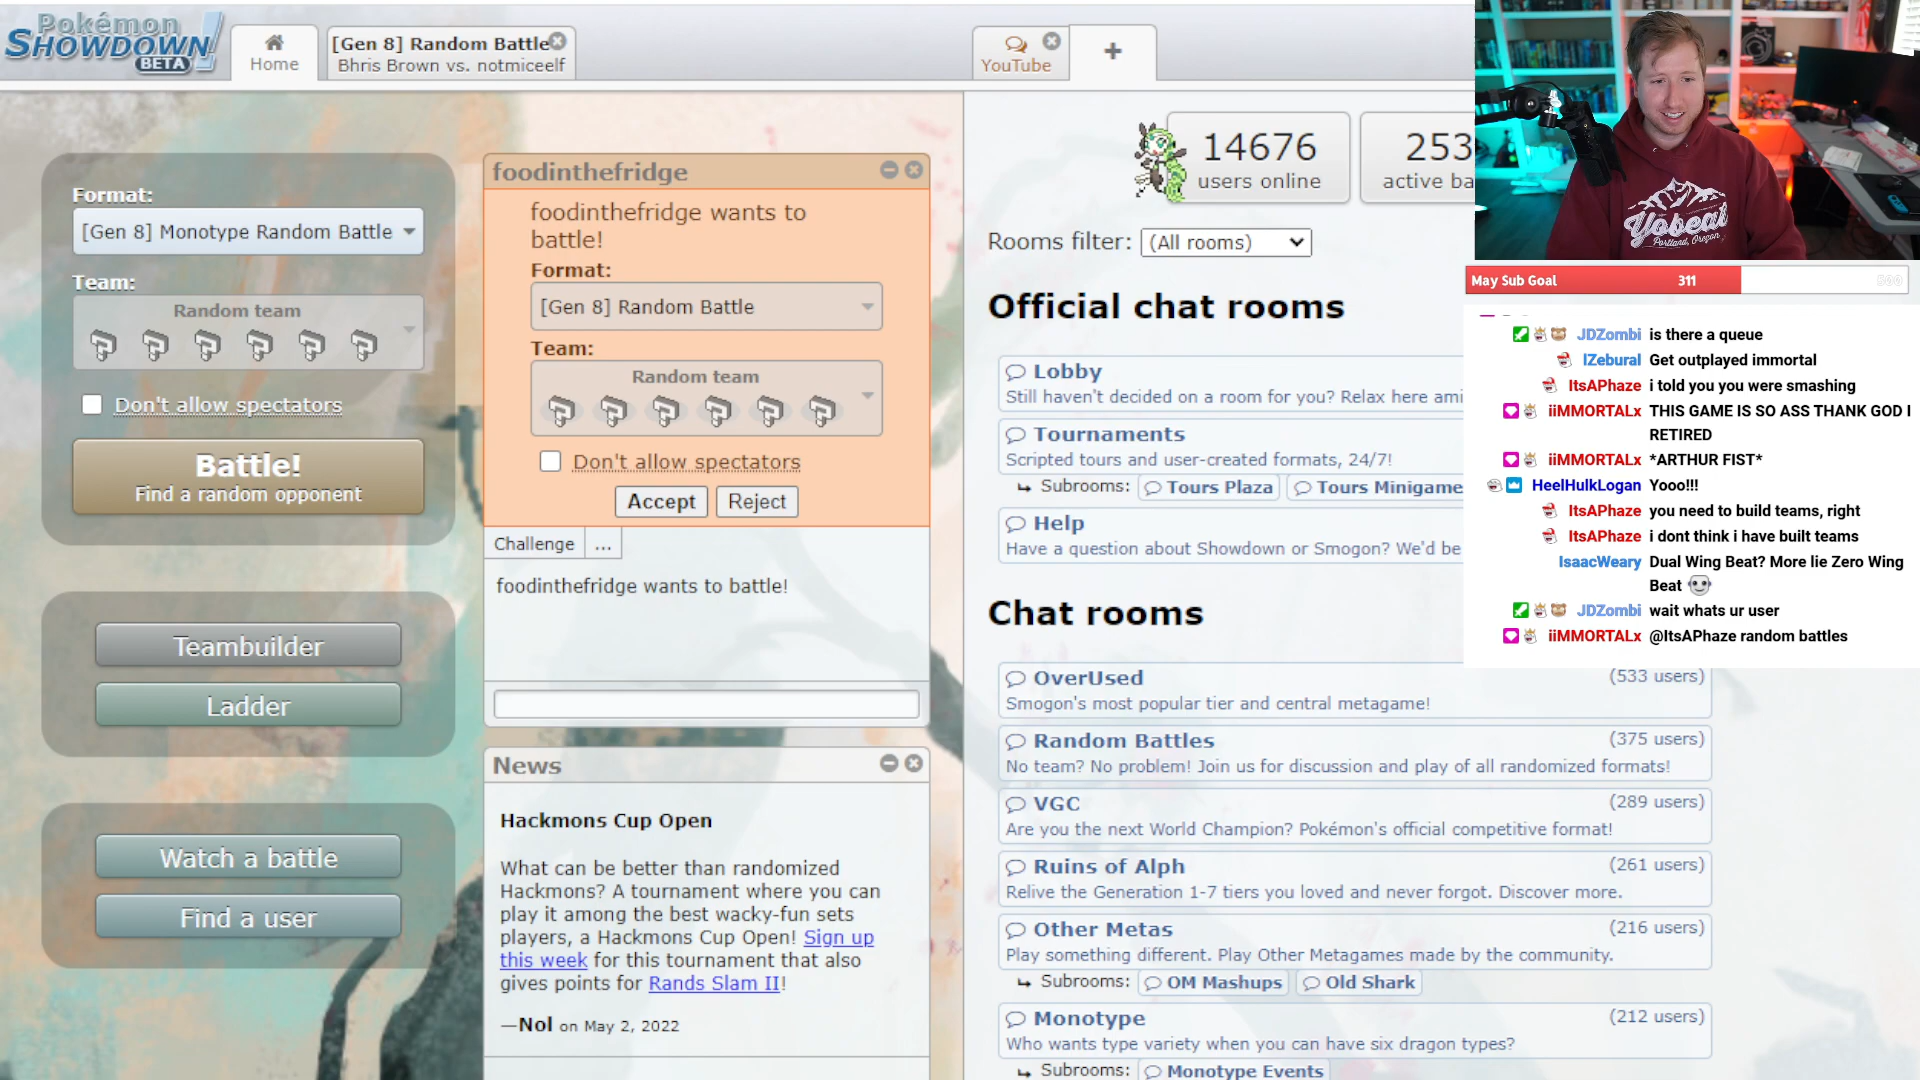 Pokémon
SHOWDOWN!
BETA
Home
[Gen 8] Random Battle
Bhris Brown vs. notmiceelf
YouTube
+
Format:
[Gen 8] Monotype Random Battle
Team:
Random team
Don't allow spectators
Battle!
Find a random opponent
Teambuilder
Ladder
Watch a battle
Find a user
foodinthefridge
foodinthefridge wants to
battle!
Format:
[Gen 8] Random Battle
Team:
Random team
Don't allow spectators
Accept
Reject
Challenge
...
foodinthefridge wants to battle!
News
Hackmons Cup Open
What can be better than randomized
Hackmons? A tournament where you can
play it among the best wacky-fun sets
players, a Hackmons Cup Open! Sign up
this week for this tournament that also
gives points for Rands Slam II!
—Nol on May 2, 2022
14676
users online
253
active ba
Rooms filter: (All rooms)
Official chat rooms
Lobby
Still haven't decided on a room for you? Relax here ami
Tournaments
Scripted tours and user-created formats, 24/7!
Subrooms: Tours Plaza Tours Minigame
Help
Have a question about Showdown or Smogon? We'd be
Chat rooms
OverUsed (533 users)
Smogon's most popular tier and central metagame!
Random Battles (375 users)
No team? No problem! Join us for discussion and play of all randomized formats!
VGC (289 users)
Are you the next World Champion? Pokémon's official competitive format!
Ruins of Alph (261 users)
Relive the Generation 1-7 tiers you loved and never forgot. Discover more.
Other Metas (216 users)
Play something different. Play Other Metagames made by the community.
Subrooms: OM Mashups Old Shark
Monotype (212 users)
Who wants type variety when you can have six dragon types?
Subrooms: Monotype Events
Yobeat
Portland, Oregon
May Sub Goal 311
JDZombi is there a queue
IZebural Get outplayed immortal
ItsAPhaze i told you you were smashing
iiMMORTALx THIS GAME IS SO ASS THANK GOD I
RETIRED
iiMMORTALx *ARTHUR FIST*
HeelHulkLogan Yooo!!!
ItsAPhaze you need to build teams, right
ItsAPhaze i dont think i have built teams
IsaacWeary Dual Wing Beat? More lie Zero Wing
Beat
JDZombi wait whats ur user
iiMMORTALx @ItsAPhaze random battles